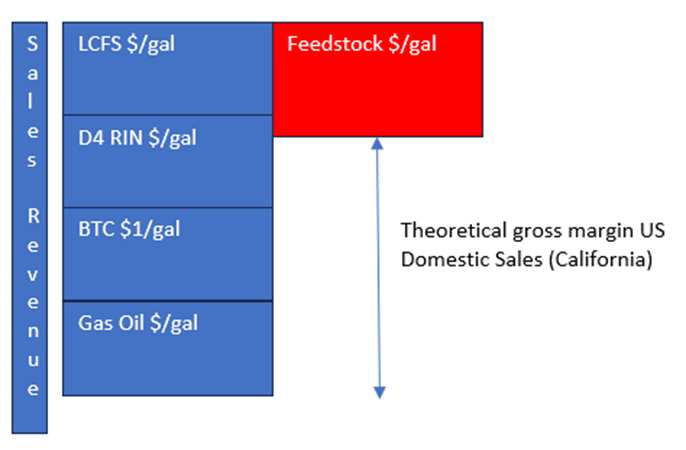 Sales Revenue
LCFS $/gal
Feedstock $/gal
D4 RIN $/gal
BTC $1/gal
Gas Oil $/gal
Theoretical gross margin US
Domestic Sales (California)